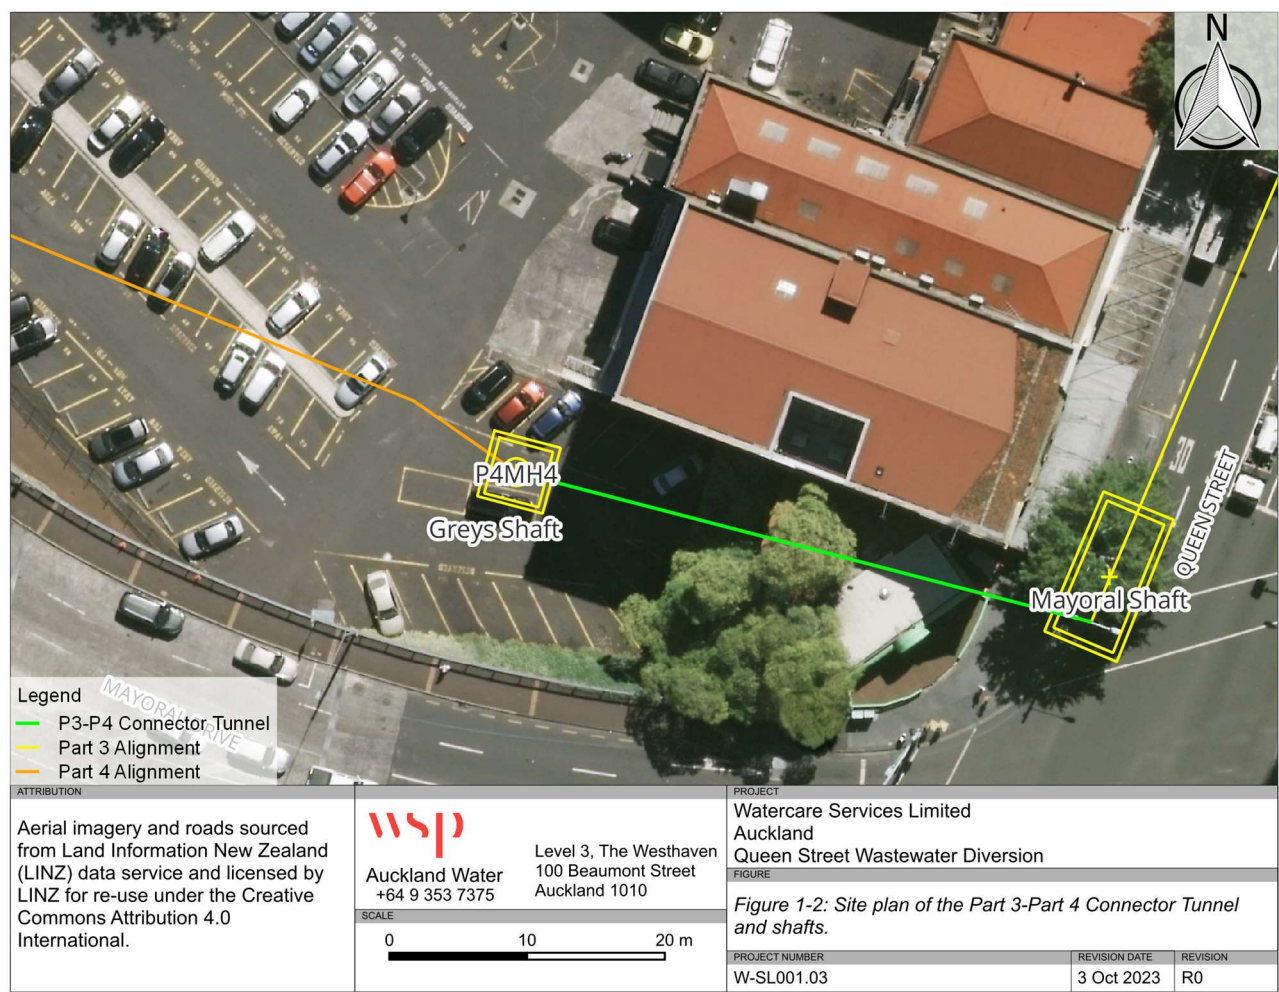 N
P4MH4
Greys Shaft
Mayoral Shaft
QUEEN STREET
MAYORAL DRIVE
Legend
P3-P4 Connector Tunnel
Part 3 Alignment
Part 4 Alignment
ATTRIBUTION
Aerial imagery and roads sourced
from Land Information New Zealand
(LINZ) data service and licensed by
LINZ for re-use under the Creative
Commons Attribution 4.0
International.
wsp
Auckland Water
+64 9 353 7375
Level 3, The Westhaven
100 Beaumont Street
Auckland 1010
SCALE
0 10 20 m
PROJECT
Watercare Services Limited
Auckland
Queen Street Wastewater Diversion
FIGURE
Figure 1-2: Site plan of the Part 3-Part 4 Connector Tunnel
and shafts.
PROJECT NUMBER
W-SL001.03
REVISION DATE
3 Oct 2023
REVISION
R0